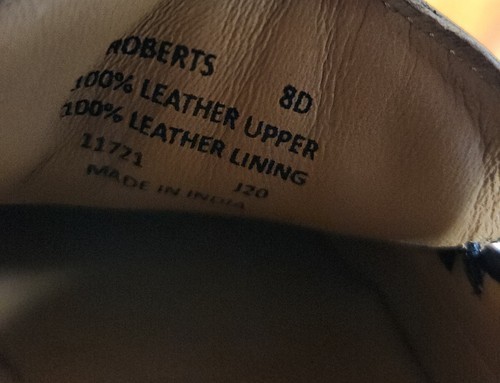 ROBERTS 8D
100% LEATHER UPPER
100% LEATHER LINING
11721 J20
MADE IN INDIA